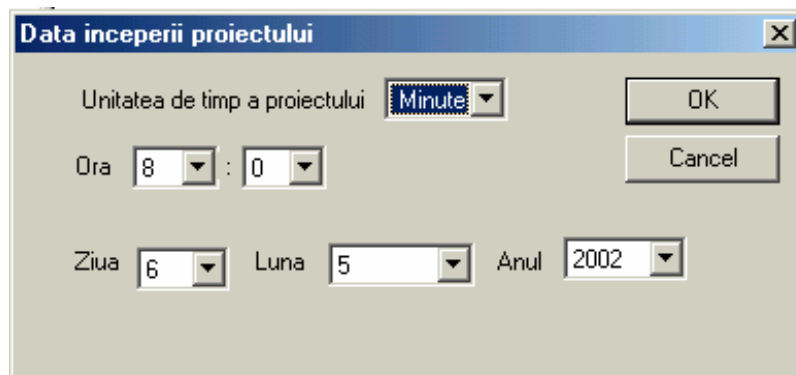 Data inceperii proiectului
Unitatea de timp a proiectului Minute OK
Ora 8 : 0 Cancel
Ziua 6 Luna 5 Anul 2002